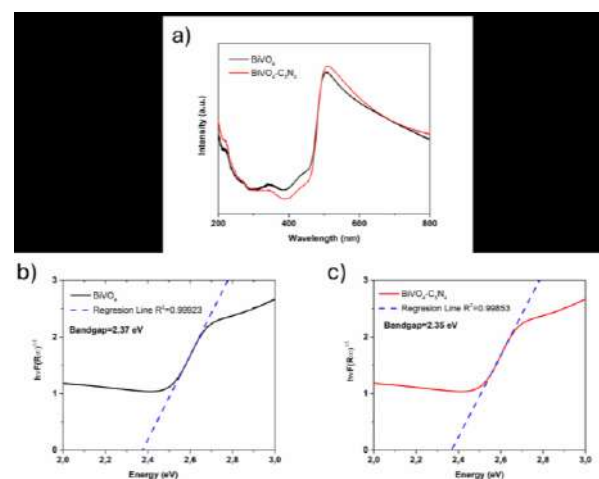 a)
BiVO₄
BiVO₄-C₃N₄
Intensity (a.u.)
200 400 600 800
Wavelength (nm)
b)
BiVO₄
Regresion Line R²=0.99923
Bandgap=2.37 eV
3
2
1
0
2,0 2,2 2,4 2,6 2,8 3,0
Energy (eV)
c)
BiVO₄-C₃N₄
Regresion Line R²=0.99853
Bandgap=2.35 eV
3
2
1
0
2,0 2,2 2,4 2,6 2,8 3,0
Energy (eV)